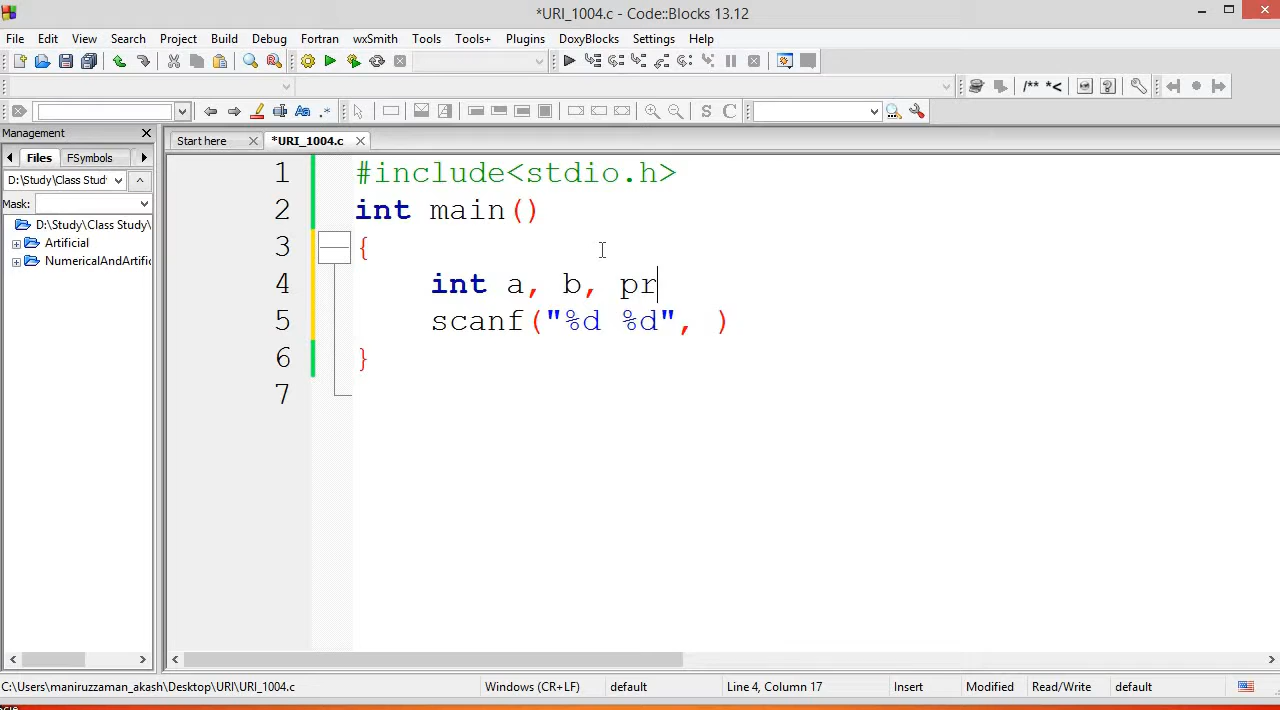 *URI_1004.c - Code::Blocks 13.12
File Edit View Search Project Build Debug Fortran wxSmith Tools Tools+ Plugins DoxyBlocks Settings Help
/** *<
S C
Management
Start here *URI_1004.c
Files FSymbols
D:\Study\Class Stud
Mask:
D:\Study\Class Study\
Artificial
NumericalAndArtific
1 #include<stdio.h>
2 int main()
3 {
4 int a, b, pr
5 scanf("%d %d", )
6 }
7
C:\Users\maniruzzaman_akash\Desktop\URI\URI_1004.c Windows (CR+LF) default Line 4, Column 17 Insert Modified Read/Write default